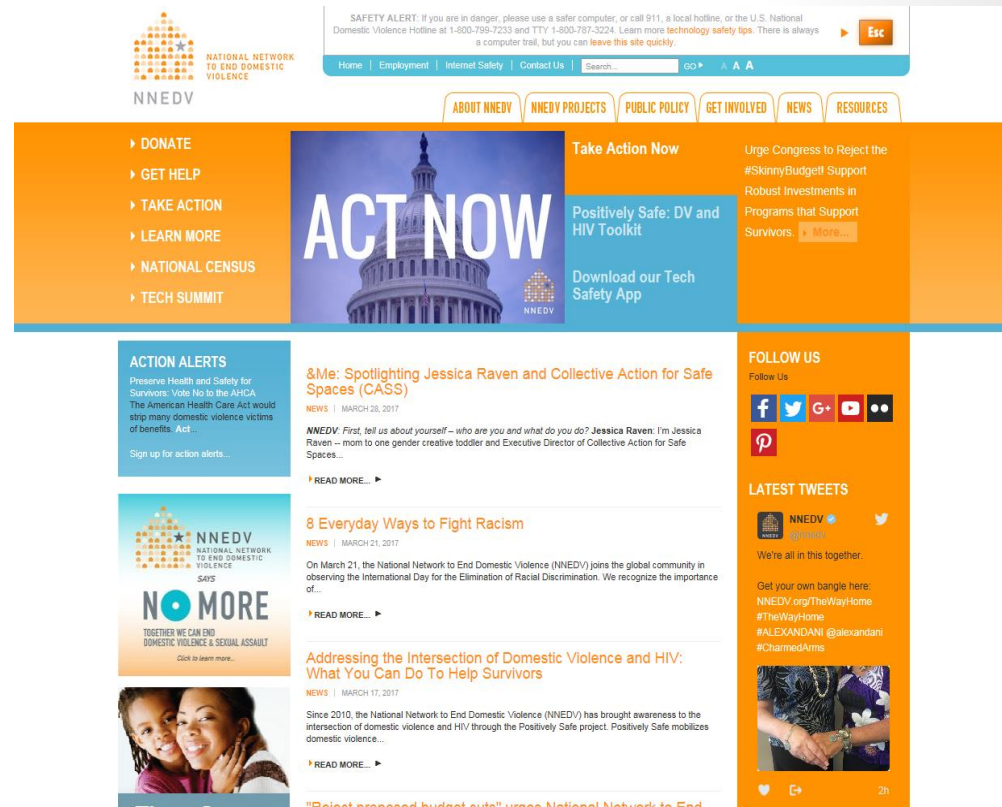 SAFETY ALERT: If you are in danger, please use a safer computer, or call 911, a local hotline, or the U.S. National
Domestic Violence Hotline at 1-800-799-7233 and TTY 1-800-787-3224. Learn more technology safety tips. There is always
a computer trail, but you can leave this site quickly.
Esc
NATIONAL NETWORK
TO END DOMESTIC
VIOLENCE
NNEDV
Home | Employment | Internet Safety | Contact Us | Search... GO A A A
ABOUT NNEDV
NNEDV PROJECTS
PUBLIC POLICY
GET INVOLVED
NEWS
RESOURCES
DONATE
GET HELP
TAKE ACTION
LEARN MORE
NATIONAL CENSUS
TECH SUMMIT
ACT NOW
NNEDV
Take Action Now
Positively Safe: DV and
HIV Toolkit
Download our Tech
Safety App
Urge Congress to Reject the
#SkinnyBudget! Support
Robust Investments in
Programs that Support
Survivors. More...
ACTION ALERTS
Preserve Health and Safety for
Survivors: Vote No to the AHCA
The American Health Care Act would
strip many domestic violence victims
of benefits. Act...
Sign up for action alerts...
NNEDV
NATIONAL NETWORK
TO END DOMESTIC
VIOLENCE
SAYS
NO MORE
TOGETHER WE CAN END
DOMESTIC VIOLENCE & SEXUAL ASSAULT
Click to learn more...
&Me: Spotlighting Jessica Raven and Collective Action for Safe
Spaces (CASS)
NEWS | MARCH 28, 2017
NNEDV: First, tell us about yourself – who are you and what do you do? Jessica Raven: I'm Jessica
Raven -- mom to one gender creative toddler and Executive Director of Collective Action for Safe
Spaces...
READ MORE...
8 Everyday Ways to Fight Racism
NEWS | MARCH 21, 2017
On March 21, the National Network to End Domestic Violence (NNEDV) joins the global community in
observing the International Day for the Elimination of Racial Discrimination. We recognize the importance
of...
READ MORE...
Addressing the Intersection of Domestic Violence and HIV:
What You Can Do To Help Survivors
NEWS | MARCH 17, 2017
Since 2010, the National Network to End Domestic Violence (NNEDV) has brought awareness to the
intersection of domestic violence and HIV through the Positively Safe project. Positively Safe mobilizes
domestic violence...
READ MORE...
"Reject proposed budget cuts" urges National Network to End
FOLLOW US
Follow Us
G+
LATEST TWEETS
NNEDV
@nnedv
We're all in this together.
Get your own bangle here:
NNEDV.org/TheWayHome
#TheWayHome
#ALEXANDANI @alexandani
#CharmedArms
2h